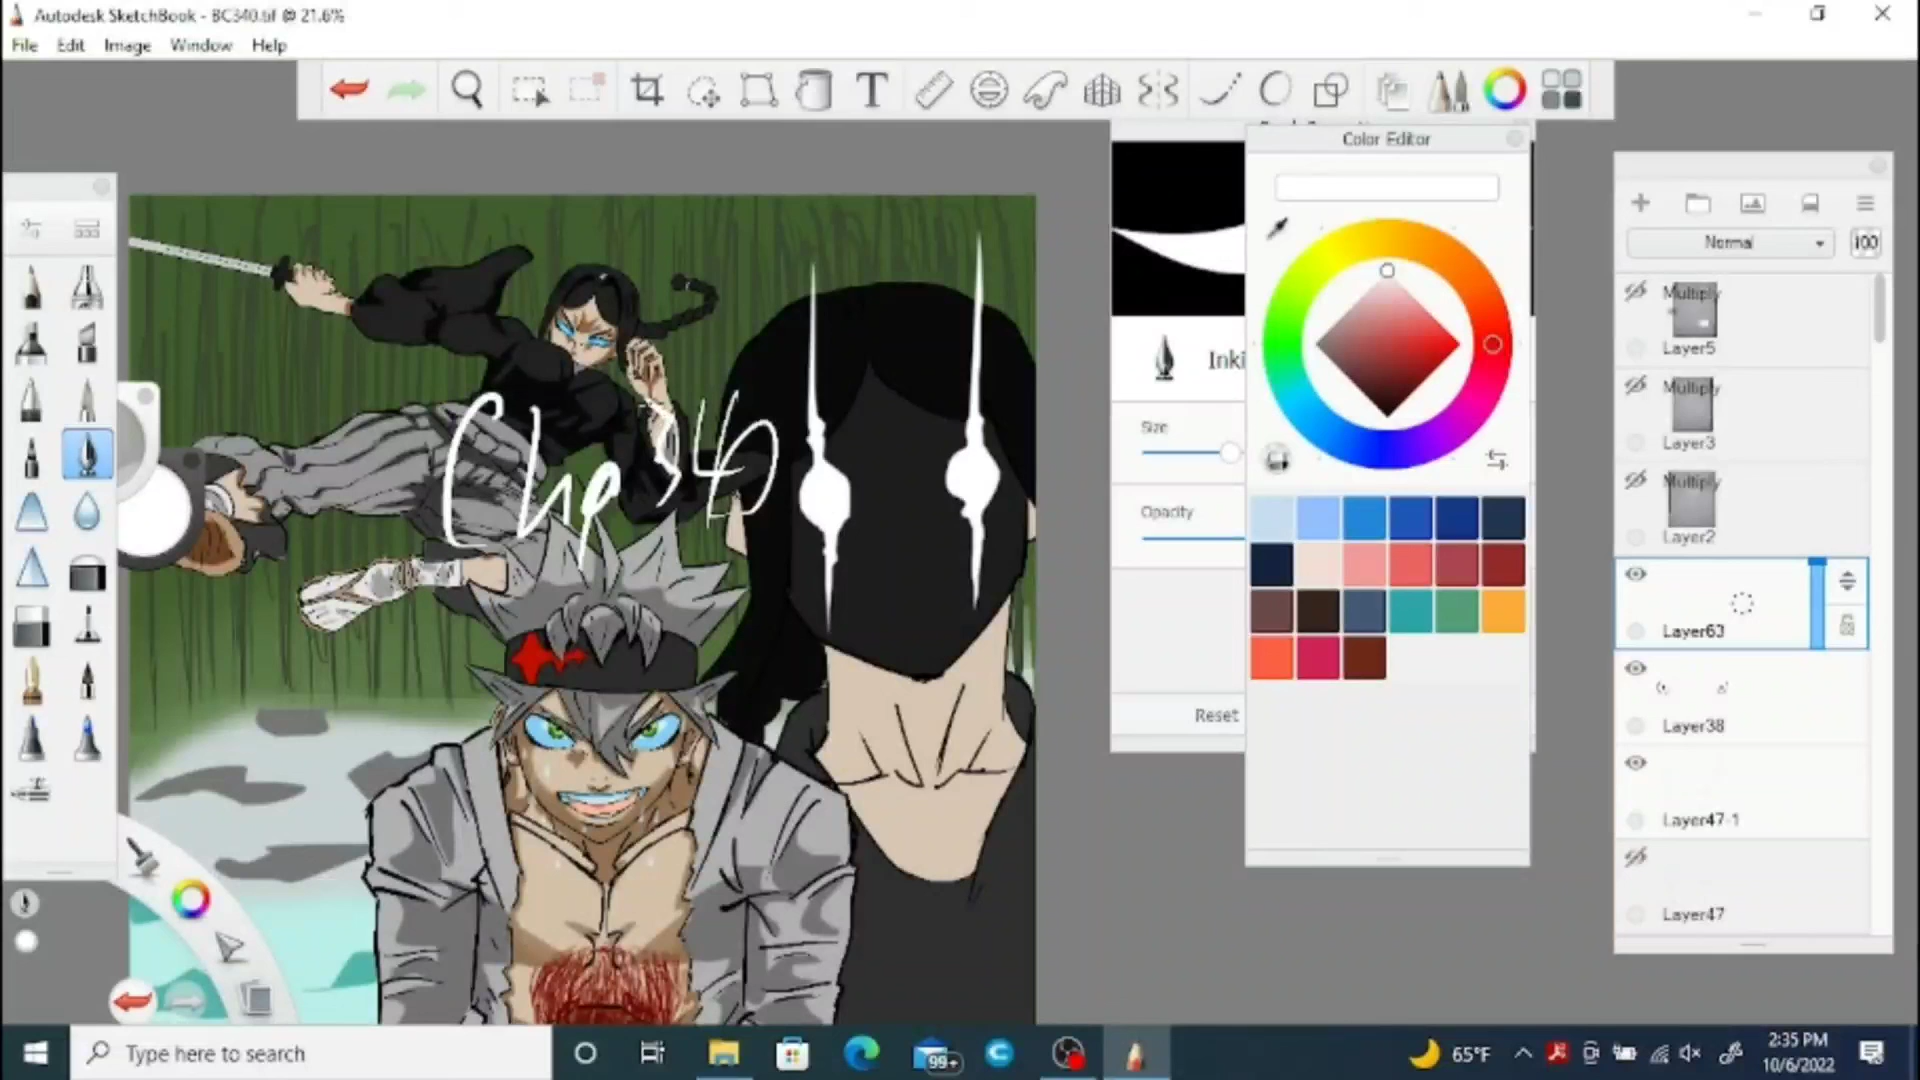 Autodesk SketchBook - BC340.tif @ 21.6%
File Edit Image Window Help
T
Color Editor
Normal
100
Multiply
Layer5
Multiply
Layer3
Multiply
Layer2
Layer63
Layer38
Layer47-1
Layer47
Inki
Size
Opacity
Reset
Chp 340
Type here to search
99+
65°F
2:35 PM
10/6/2022